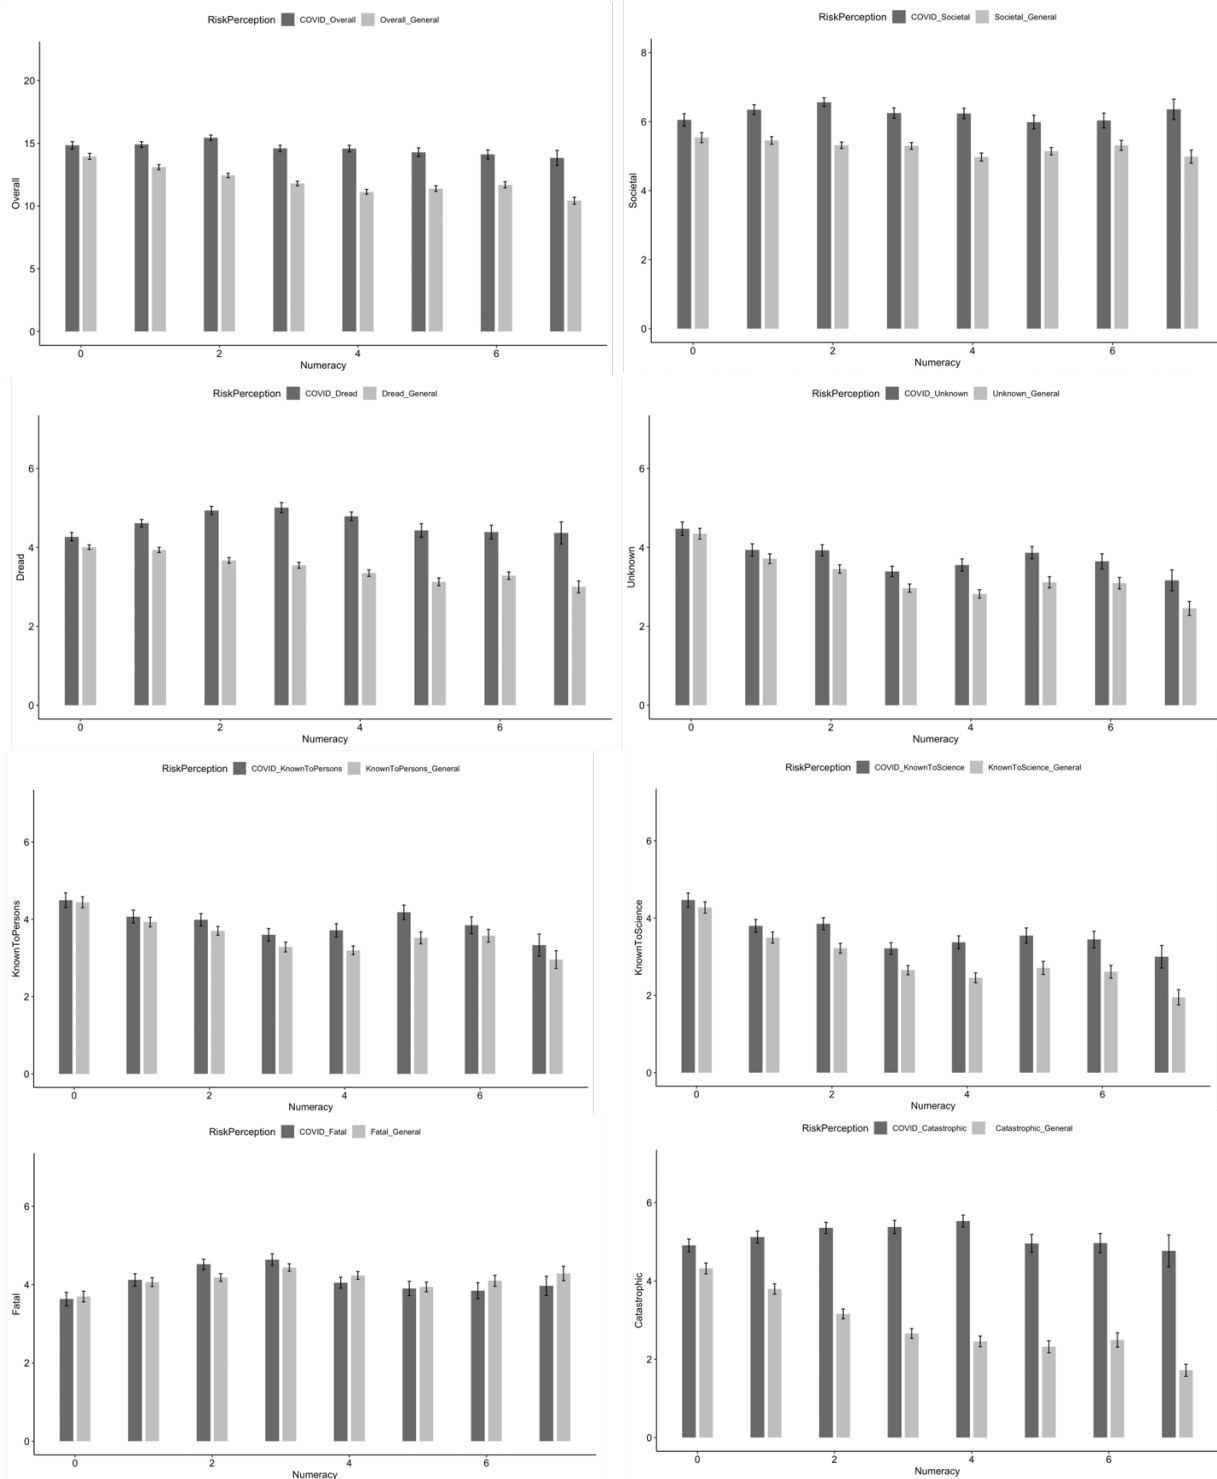 RiskPerception COVID_Overall Overall_General
20
15
10
5
0
Overall
0 2 4 6
Numeracy
RiskPerception COVID_Societal Societal_General
8
6
4
2
0
Societal
0 2 4 6
Numeracy
RiskPerception COVID_Dread Dread_General
6
4
2
0
Dread
0 2 4 6
Numeracy
RiskPerception COVID_Unknown Unknown_General
6
4
2
0
Unknown
0 2 4 6
Numeracy
RiskPerception COVID_KnownToPersons KnownToPersons_General
6
4
2
0
KnownToPersons
0 2 4 6
Numeracy
RiskPerception COVID_KnownToScience KnownToScience_General
6
4
2
0
KnownToScience
0 2 4 6
Numeracy
RiskPerception COVID_Fatal Fatal_General
6
4
2
0
Fatal
0 2 4 6
Numeracy
RiskPerception COVID_Catastrophic Catastrophic_General
6
4
2
0
Catastrophic
0 2 4 6
Numeracy